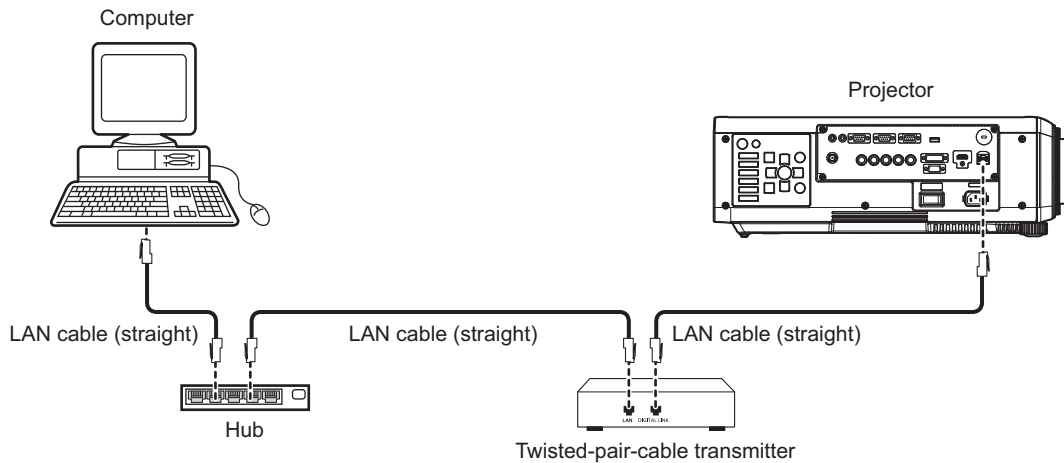 Computer
Projector
LAN cable (straight)
LAN cable (straight)
LAN cable (straight)
Hub
LAN
DIGITAL LINK
Twisted-pair-cable transmitter